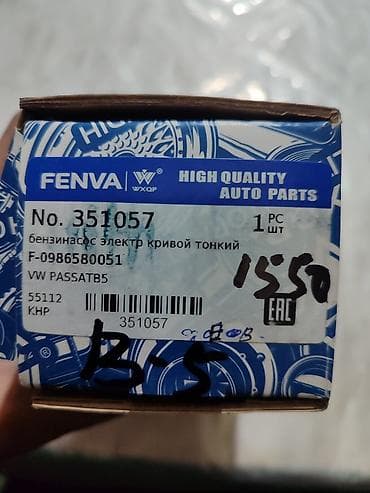 FENVA W WXQP HIGH QUALITY
AUTO PARTS
No. 351057 1 PC ШТ
бензинасос электр кривой тонкий
F-0986580051
VW PASSATB5
1550
55112
КНР
351057
EAC
B-5